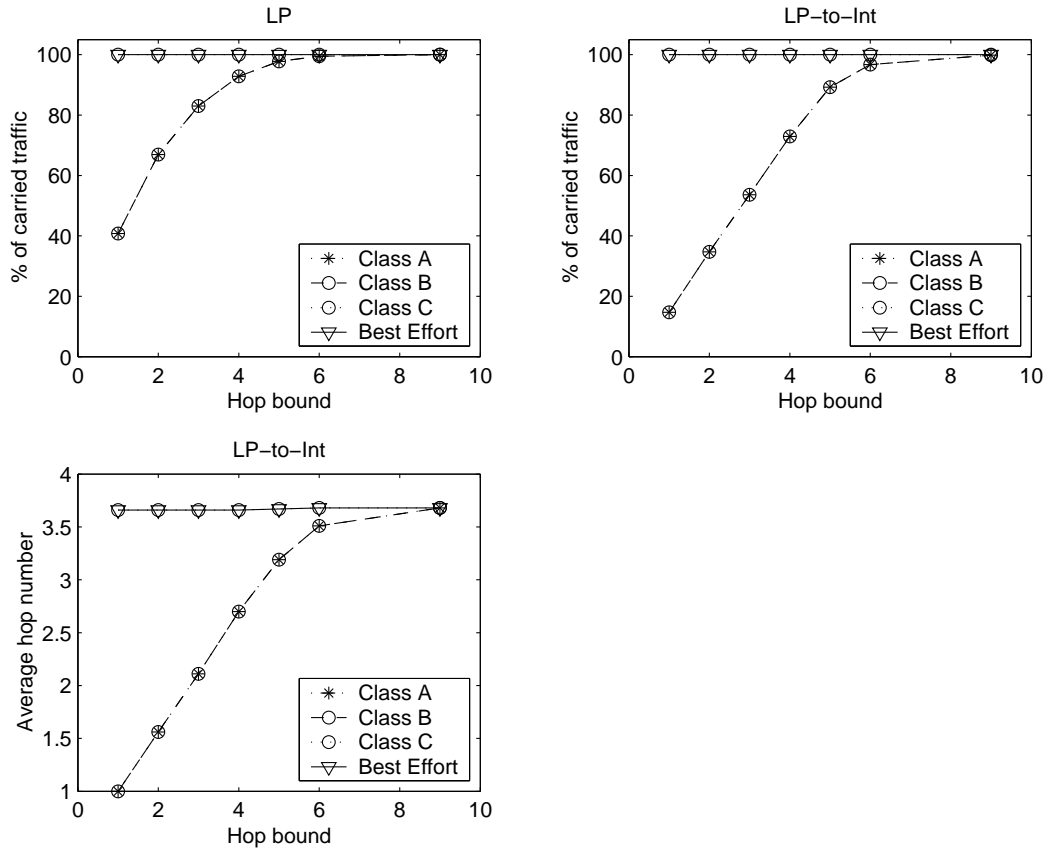 LP
100
80
60
40
20
0
% of carried traffic
Class A
Class B
Class C
Best Effort
0 2 4 6 8 10
Hop bound
LP−to−Int
100
80
60
40
20
0
% of carried traffic
Class A
Class B
Class C
Best Effort
0 2 4 6 8 10
Hop bound
LP−to−Int
4
3.5
3
2.5
2
1.5
1
Average hop number
Class A
Class B
Class C
Best Effort
0 2 4 6 8 10
Hop bound